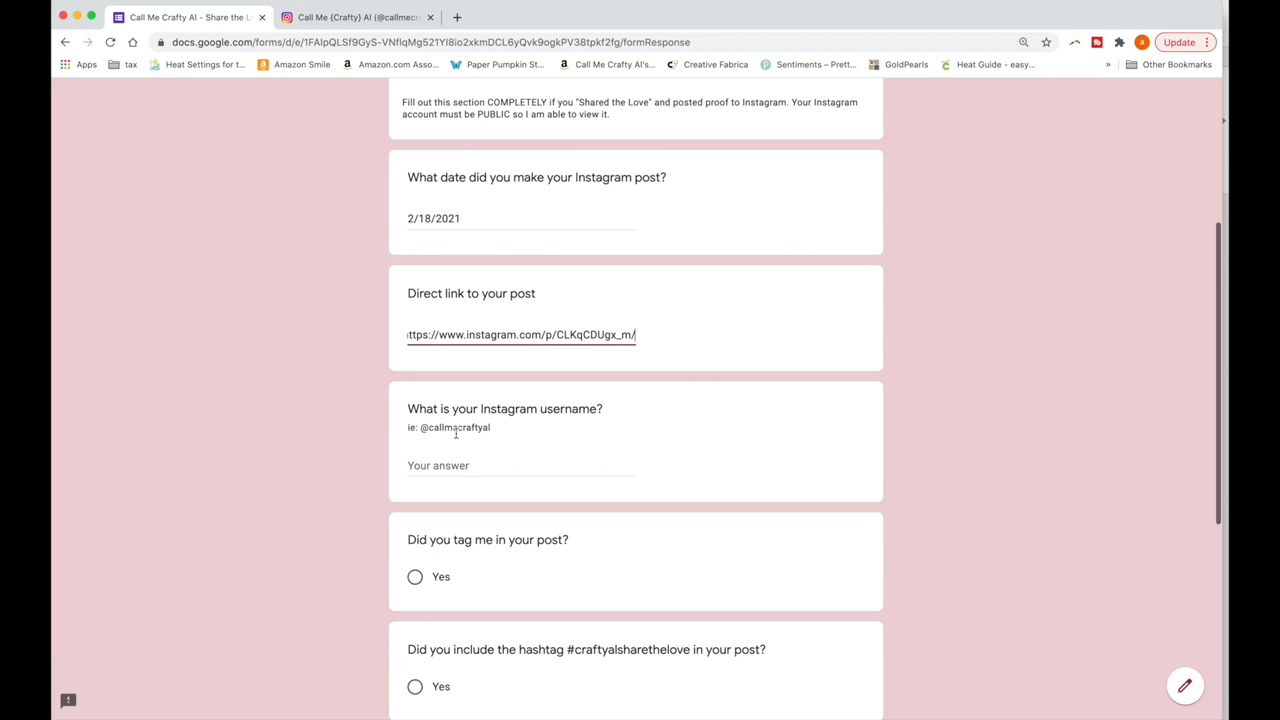 Call Me Crafty Al - Share the L
Call Me {Crafty} Al (@callmecr
docs.google.com/forms/d/e/1FAIpQLSf9GyS-VNflqMg521Yl8io2xkmDCL6yQvk9ogkPV38tpkf2fg/formResponse
Update
Apps
tax
Heat Settings for t...
Amazon Smile
Amazon.com Asso...
Paper Pumpkin St...
Call Me Crafty Al's...
Creative Fabrica
Sentiments – Prett...
GoldPearls
Heat Guide - easy...
»
Other Bookmarks
Fill out this section COMPLETELY if you "Shared the Love" and posted proof to Instagram. Your Instagram
account must be PUBLIC so I am able to view it.
What date did you make your Instagram post?
2/18/2021
Direct link to your post
ttps://www.instagram.com/p/CLKqCDUgx_m/
What is your Instagram username?
ie: @callmecraftyal
Your answer
Did you tag me in your post?
Yes
Did you include the hashtag #craftyalsharethelove in your post?
Yes